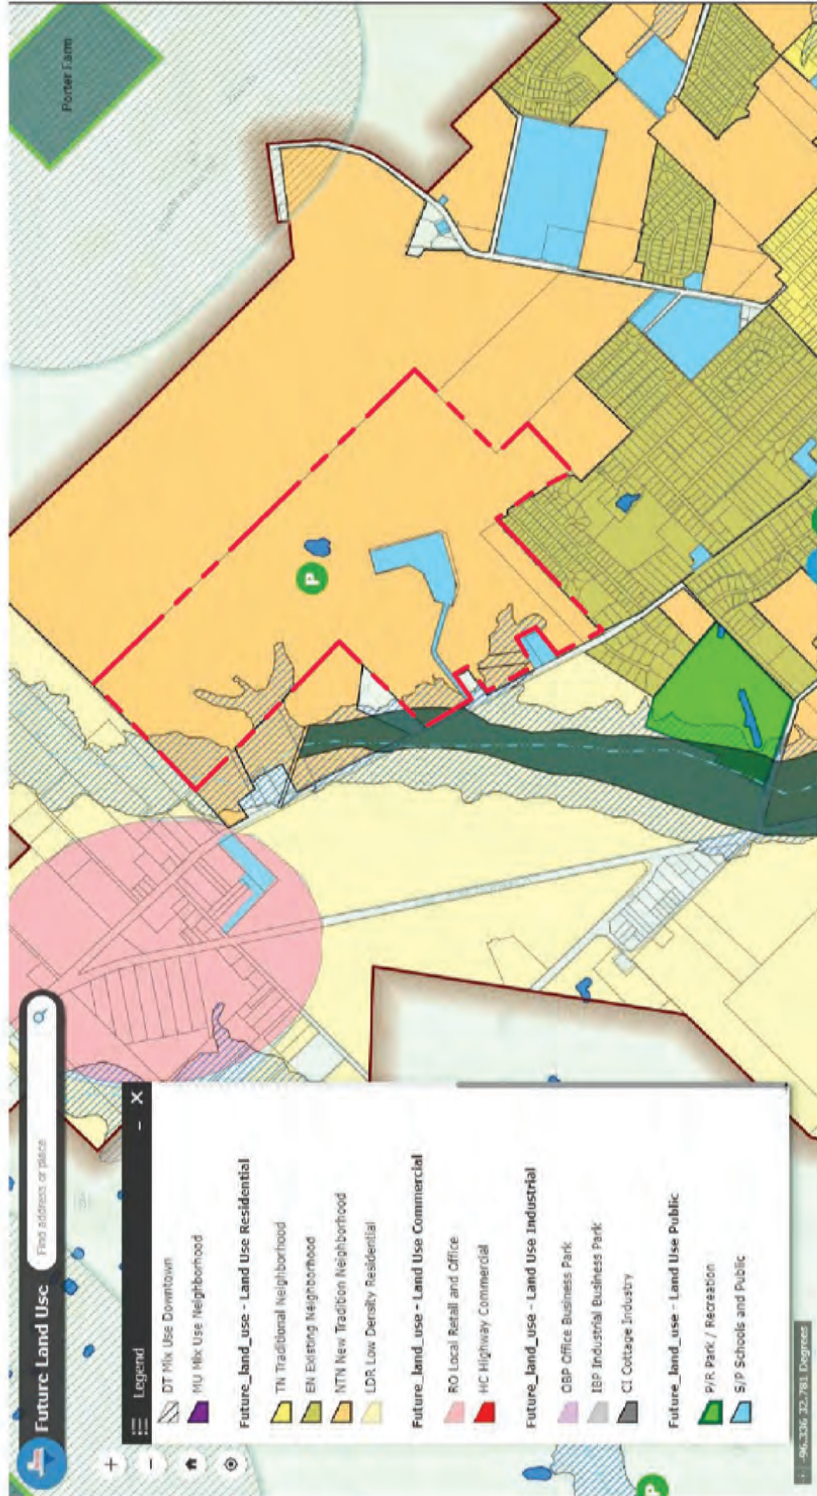 Future Land Use
Find address or place
Legend
DT Mix Use Downtown
MU Mix Use Neighborhood
Future_land_use - Land Use Residential
TN Traditional Neighborhood
EN Existing Neighborhood
NTN New Tradition Neighborhood
LDR Low Density Residential
Future_land_use - Land Use Commercial
RO Local Retail and Office
HC Highway Commercial
Future_land_use - Land Use Industrial
OBP Office Business Park
IBP Industrial Business Park
CI Cottage Industry
Future_land_use - Land Use Public
P/R Park / Recreation
S/P Schools and Public
-96.336 32.781 Degrees
Porter Farm
P
P